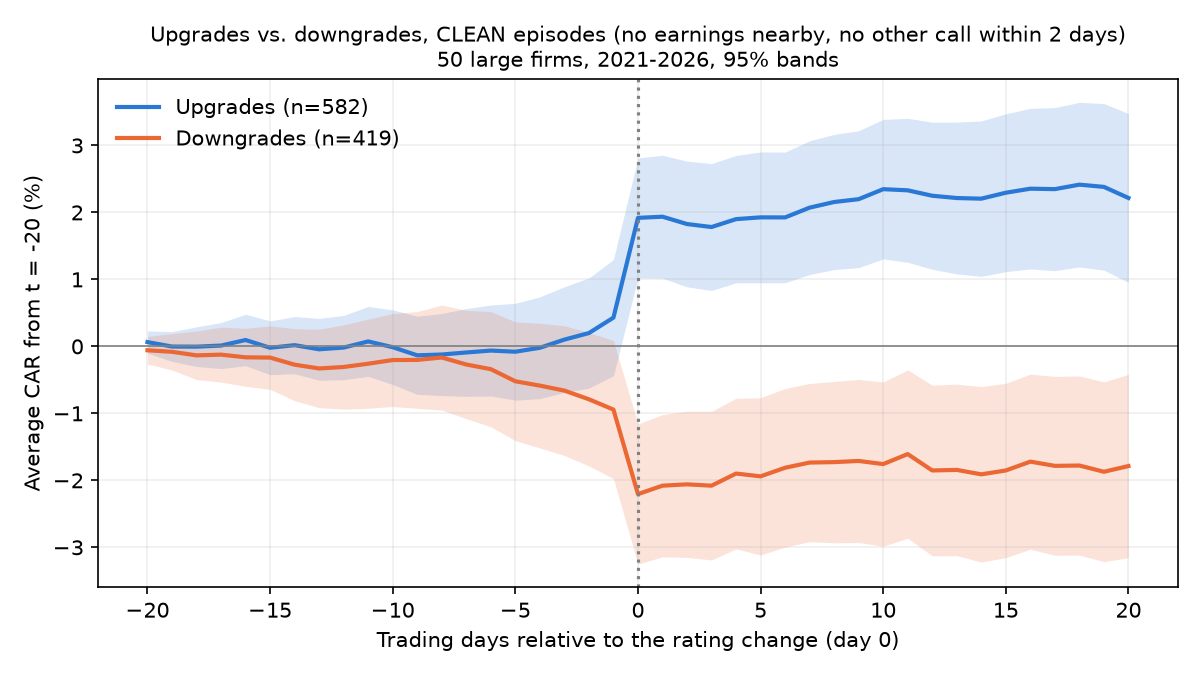 Upgrades vs. downgrades, CLEAN episodes (no earnings nearby, no other call within 2 days)
50 large firms, 2021-2026, 95% bands
Upgrades (n=582)
Downgrades (n=419)
Average CAR from t = -20 (%)
3
2
1
0
−1
−2
−3
−20
−15
−10
−5
0
5
10
15
20
Trading days relative to the rating change (day 0)